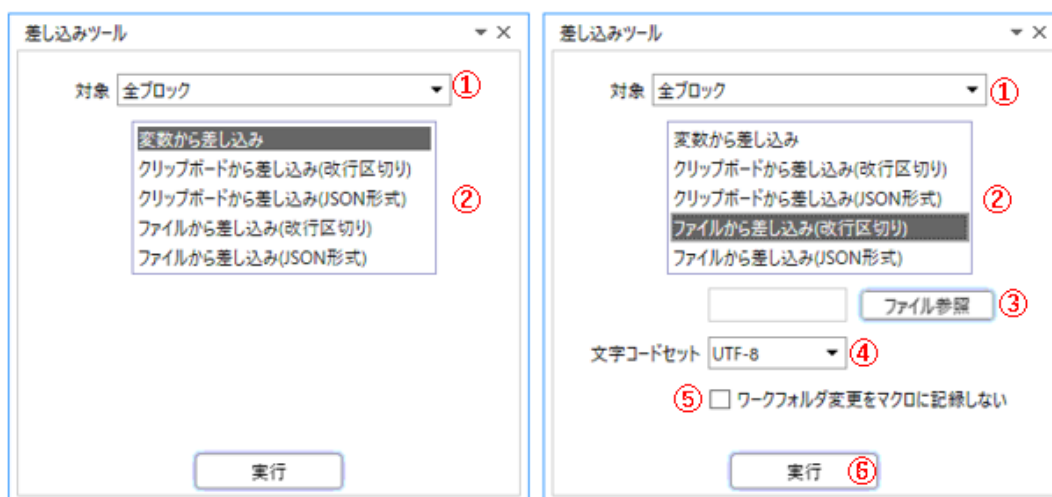 差し込みツール
対象 全ブロック ①
変数から差し込み
クリップボードから差し込み(改行区切り)
クリップボードから差し込み(JSON形式)
ファイルから差し込み(改行区切り)
ファイルから差し込み(JSON形式)
②
実行
差し込みツール
対象 全ブロック ①
変数から差し込み
クリップボードから差し込み(改行区切り)
クリップボードから差し込み(JSON形式)
ファイルから差し込み(改行区切り)
ファイルから差し込み(JSON形式)
②
ファイル参照 ③
文字コードセット UTF-8 ④
⑤ ワークフォルダ変更をマクロに記録しない
実行 ⑥